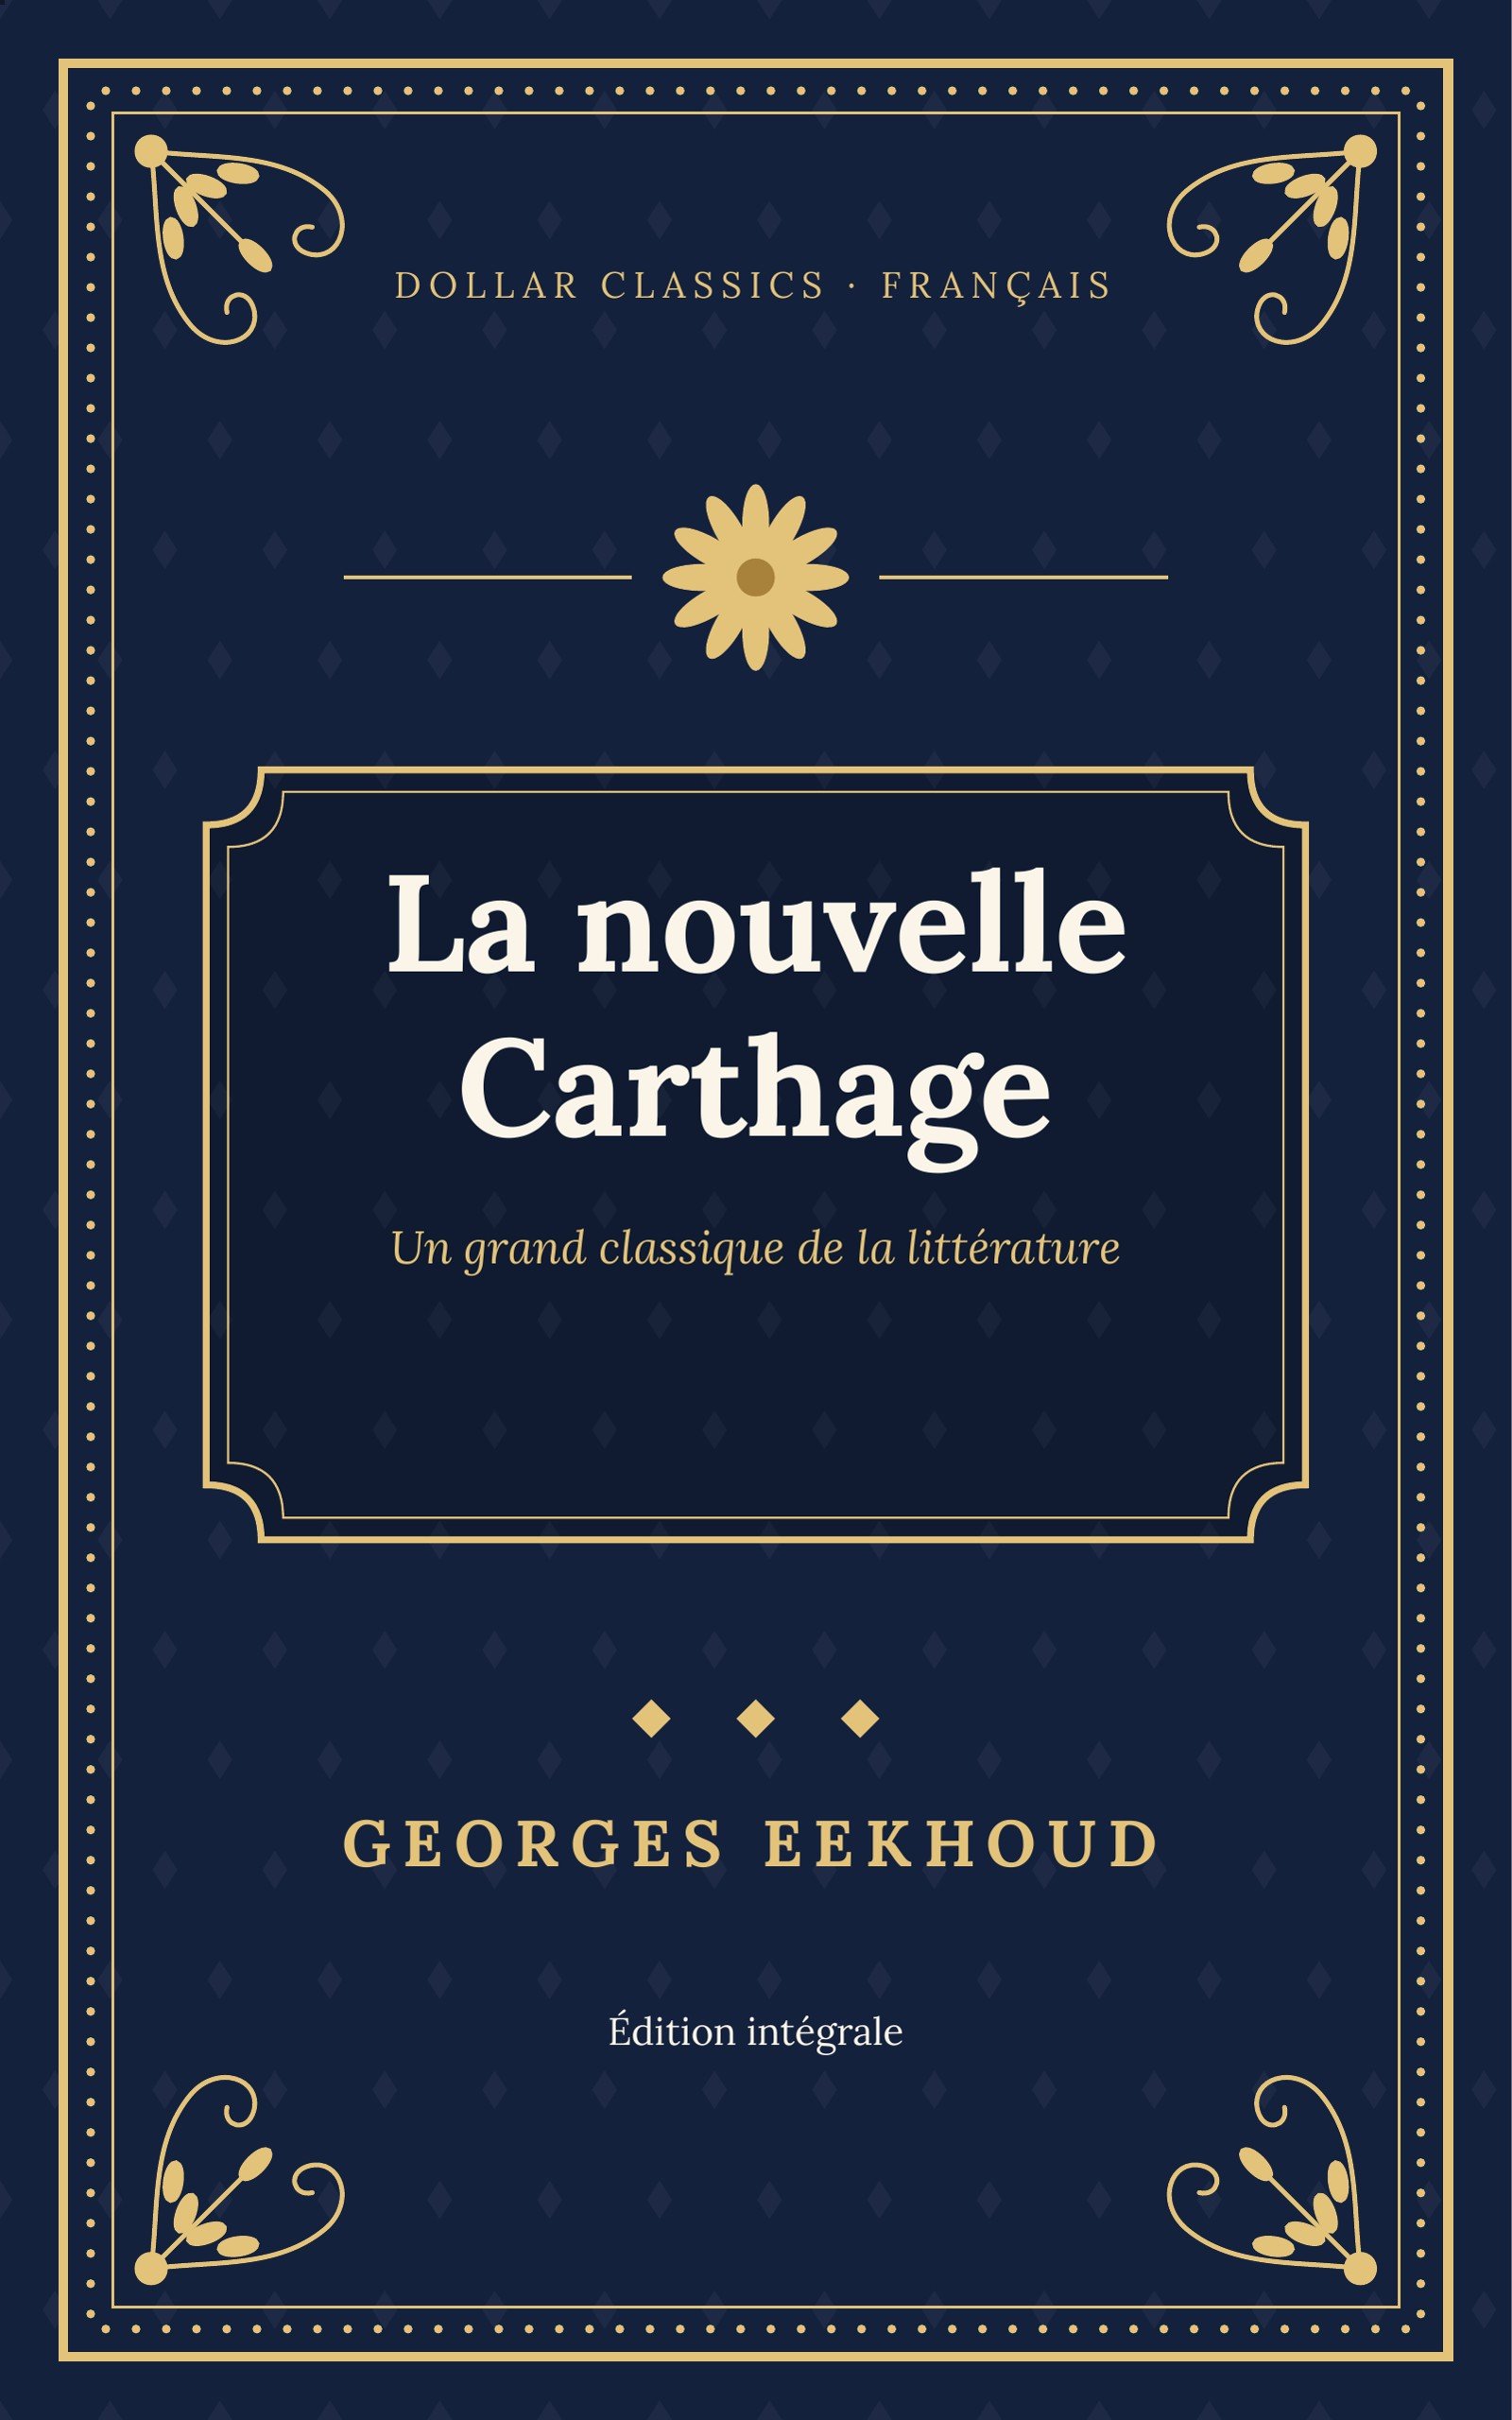 DOLLAR CLASSICS · FRANÇAIS
La nouvelle
Carthage
Un grand classique de la littérature
GEORGES EEKHOUD
Édition intégrale